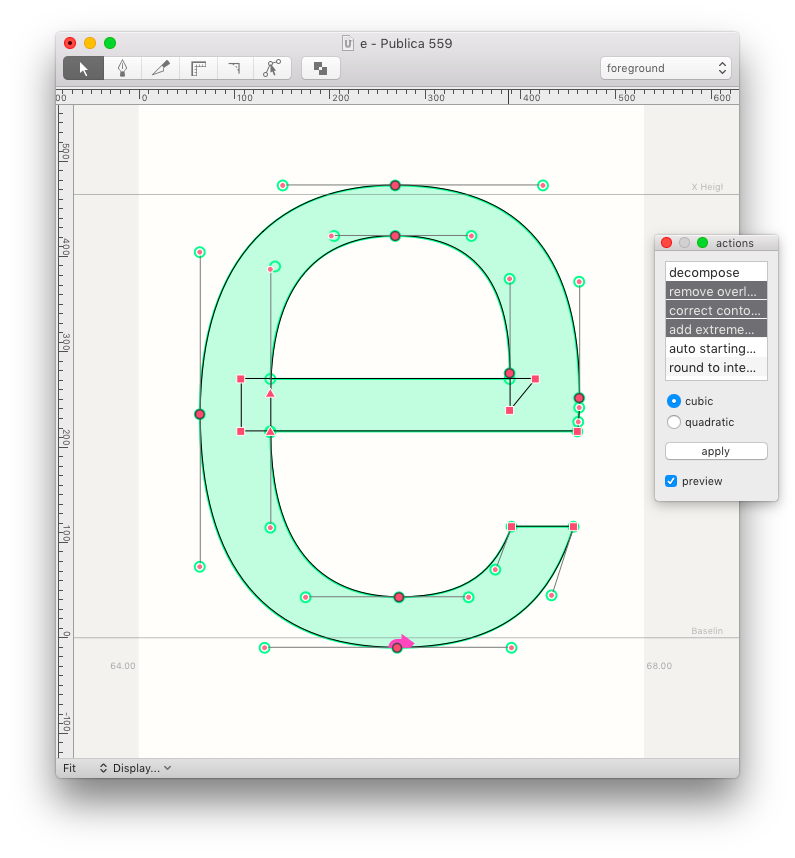 e - Publica 559
foreground
00 0 100 200 300 400 500 600
500
400
300
200
100
0
-100
X Heigl
Baselin
64.00 68.00
actions
decompose
remove overl...
correct conto...
add extreme...
auto starting...
round to inte...
cubic
quadratic
apply
preview
Fit Display...